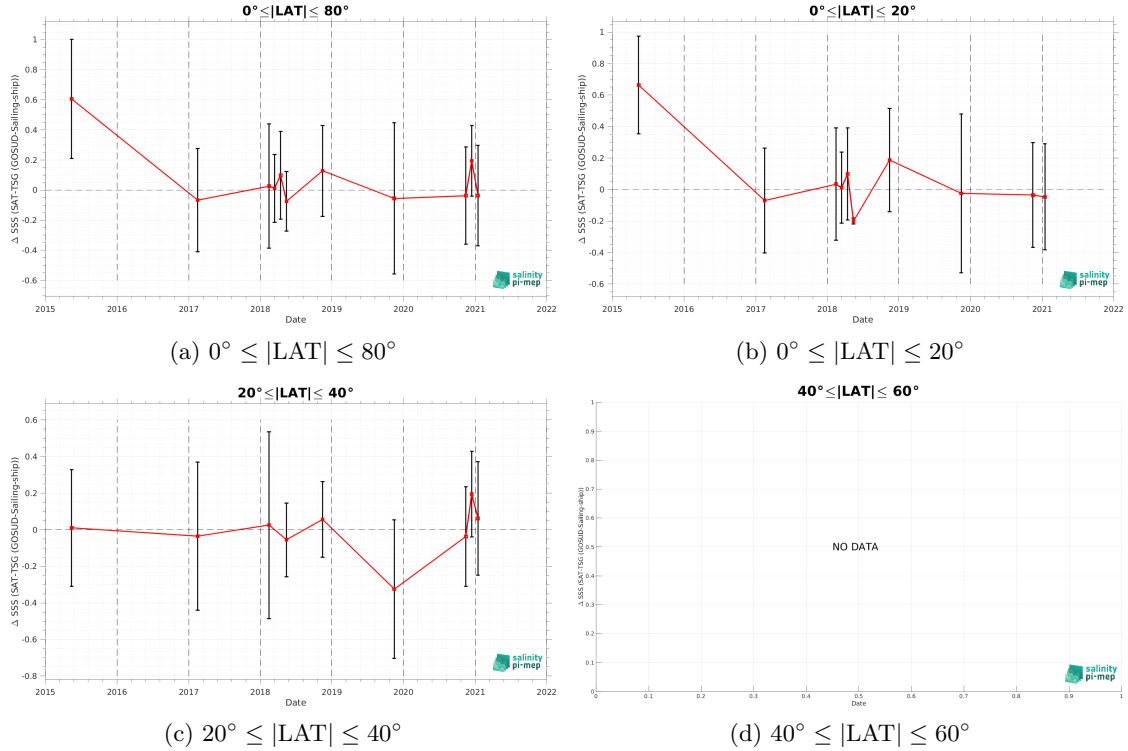 0°≤|LAT|≤ 80°
Δ SSS (SAT-TSG (GOSUD-Sailing-ship))
1
0.8
0.6
0.4
0.2
0
-0.2
-0.4
-0.6
2015 2016 2017 2018 2019 2020 2021 2022
Date
salinity
pi-mep
(a) 0° ≤ |LAT| ≤ 80°
0°≤|LAT|≤ 20°
Δ SSS (SAT-TSG (GOSUD-Sailing-ship))
1
0.8
0.6
0.4
0.2
0
-0.2
-0.4
-0.6
2015 2016 2017 2018 2019 2020 2021 2022
Date
salinity
pi-mep
(b) 0° ≤ |LAT| ≤ 20°
20°≤|LAT|≤ 40°
Δ SSS (SAT-TSG (GOSUD-Sailing-ship))
0.6
0.4
0.2
0
-0.2
-0.4
-0.6
-0.8
2015 2016 2017 2018 2019 2020 2021 2022
Date
salinity
pi-mep
(c) 20° ≤ |LAT| ≤ 40°
40°≤|LAT|≤ 60°
Δ SSS (SAT-TSG (GOSUD-Sailing-ship))
1
0.9
0.8
0.7
0.6
0.5
0.4
0.3
0.2
0.1
0
NO DATA
0 0.1 0.2 0.3 0.4 0.5 0.6 0.7 0.8 0.9 1
Date
salinity
pi-mep
(d) 40° ≤ |LAT| ≤ 60°